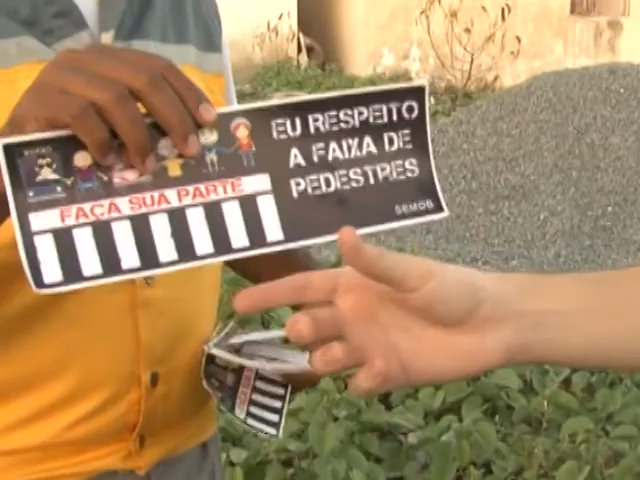 EU RESPEITO
A FAIXA DE
PEDESTRES
FAÇA SUA PARTE
SEMOB